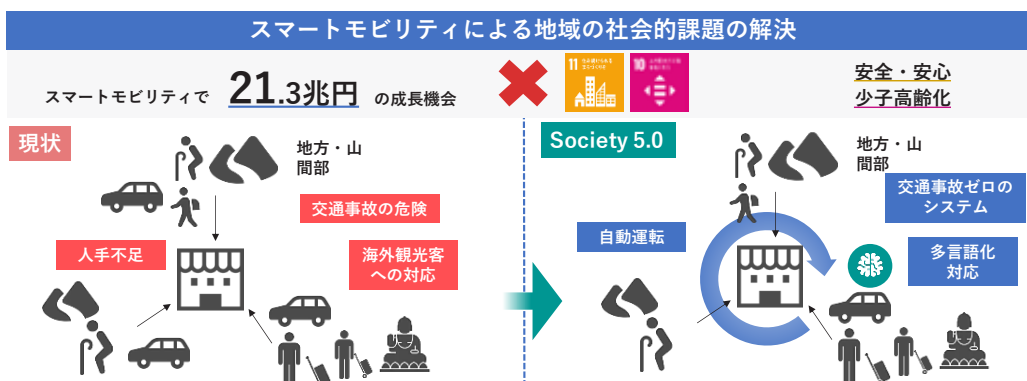 スマートモビリティによる地域の社会的課題の解決
スマートモビリティで 21.3兆円 の成長機会
11
10
安全・安心
少子高齢化
現状
地方・山
間部
交通事故の危険
人手不足
海外観光客
への対応
Society 5.0
地方・山
間部
交通事故ゼロの
システム
自動運転
多言語化
対応